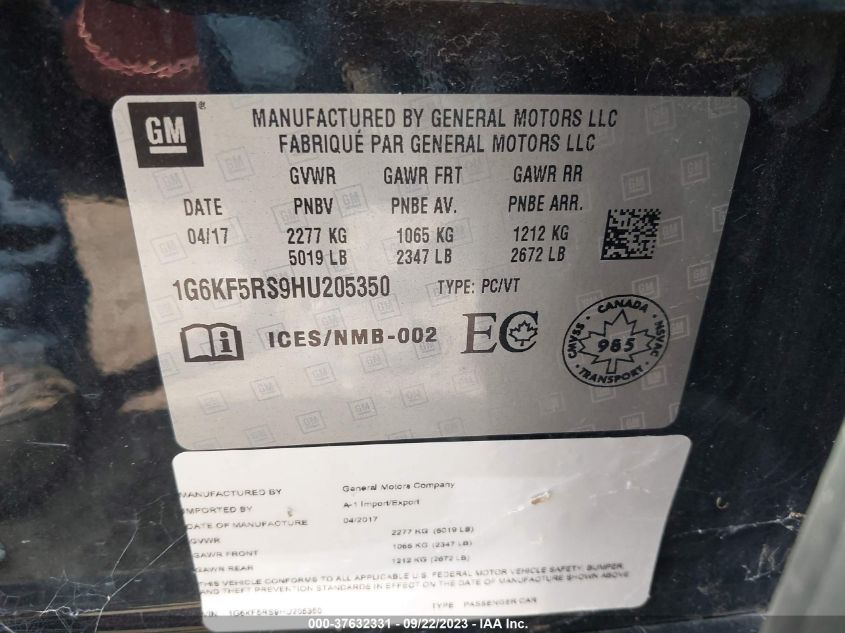 GM ®
MANUFACTURED BY GENERAL MOTORS LLC
FABRIQUÉ PAR GENERAL MOTORS LLC
GVWR GAWR FRT GAWR RR
DATE PNBV PNBE AV. PNBE ARR.
04/17 2277 KG 1065 KG 1212 KG
5019 LB 2347 LB 2672 LB
1G6KF5RS9HU205350 TYPE: PC/VT
i ICES/NMB-002 EC
CANADA
CMVSS 985 NSVAC
TRANSPORT
MANUFACTURED BY General Motors Company
IMPORTED BY A-1 Import/Export
DATE OF MANUFACTURE 04/2017
GVWR 2277 KG (5019 LB)
GAWR FRONT 1065 KG (2347 LB)
GAWR REAR 1212 KG (2672 LB)
THIS VEHICLE CONFORMS TO ALL APPLICABLE U.S. FEDERAL MOTOR VEHICLE SAFETY, BUMPER,
AND THEFT PREVENTION STANDARDS IN EFFECT ON THE DATE OF MANUFACTURE SHOWN ABOVE
VIN 1G6KF5RS9HU205350 TYPE PASSENGER CAR
000-37632331 - 09/22/2023 - IAA Inc.